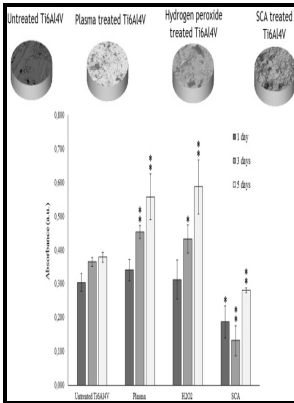 Untreated Ti6Al4V
Plasma treated Ti6Al4V
Hydrogen peroxide
treated Ti6Al4V
SCA treated
Ti6Al4V
0,800
0,700
0,600
0,500
0,400
0,300
0,200
0,100
0,000
Absorbance (a.u.)
1 day
3 days
5 days
* *
* *
*
* *
*
* *
* *
Untreated Ti6Al4V
Plasma
H2O2
SCA